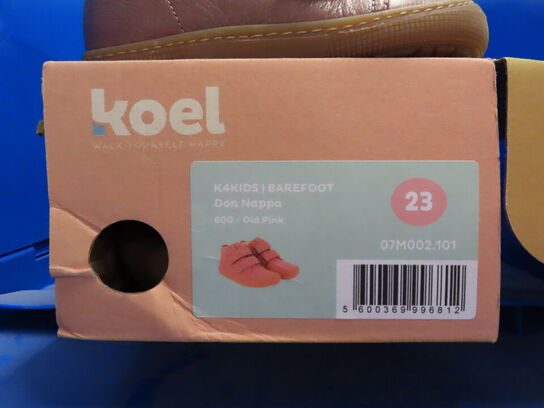 koel
WALK YOURSELF HAPPY
K4KIDS | BAREFOOT
Don Nappa
600 - Old Pink
23
07M002.101
5 600369 996812